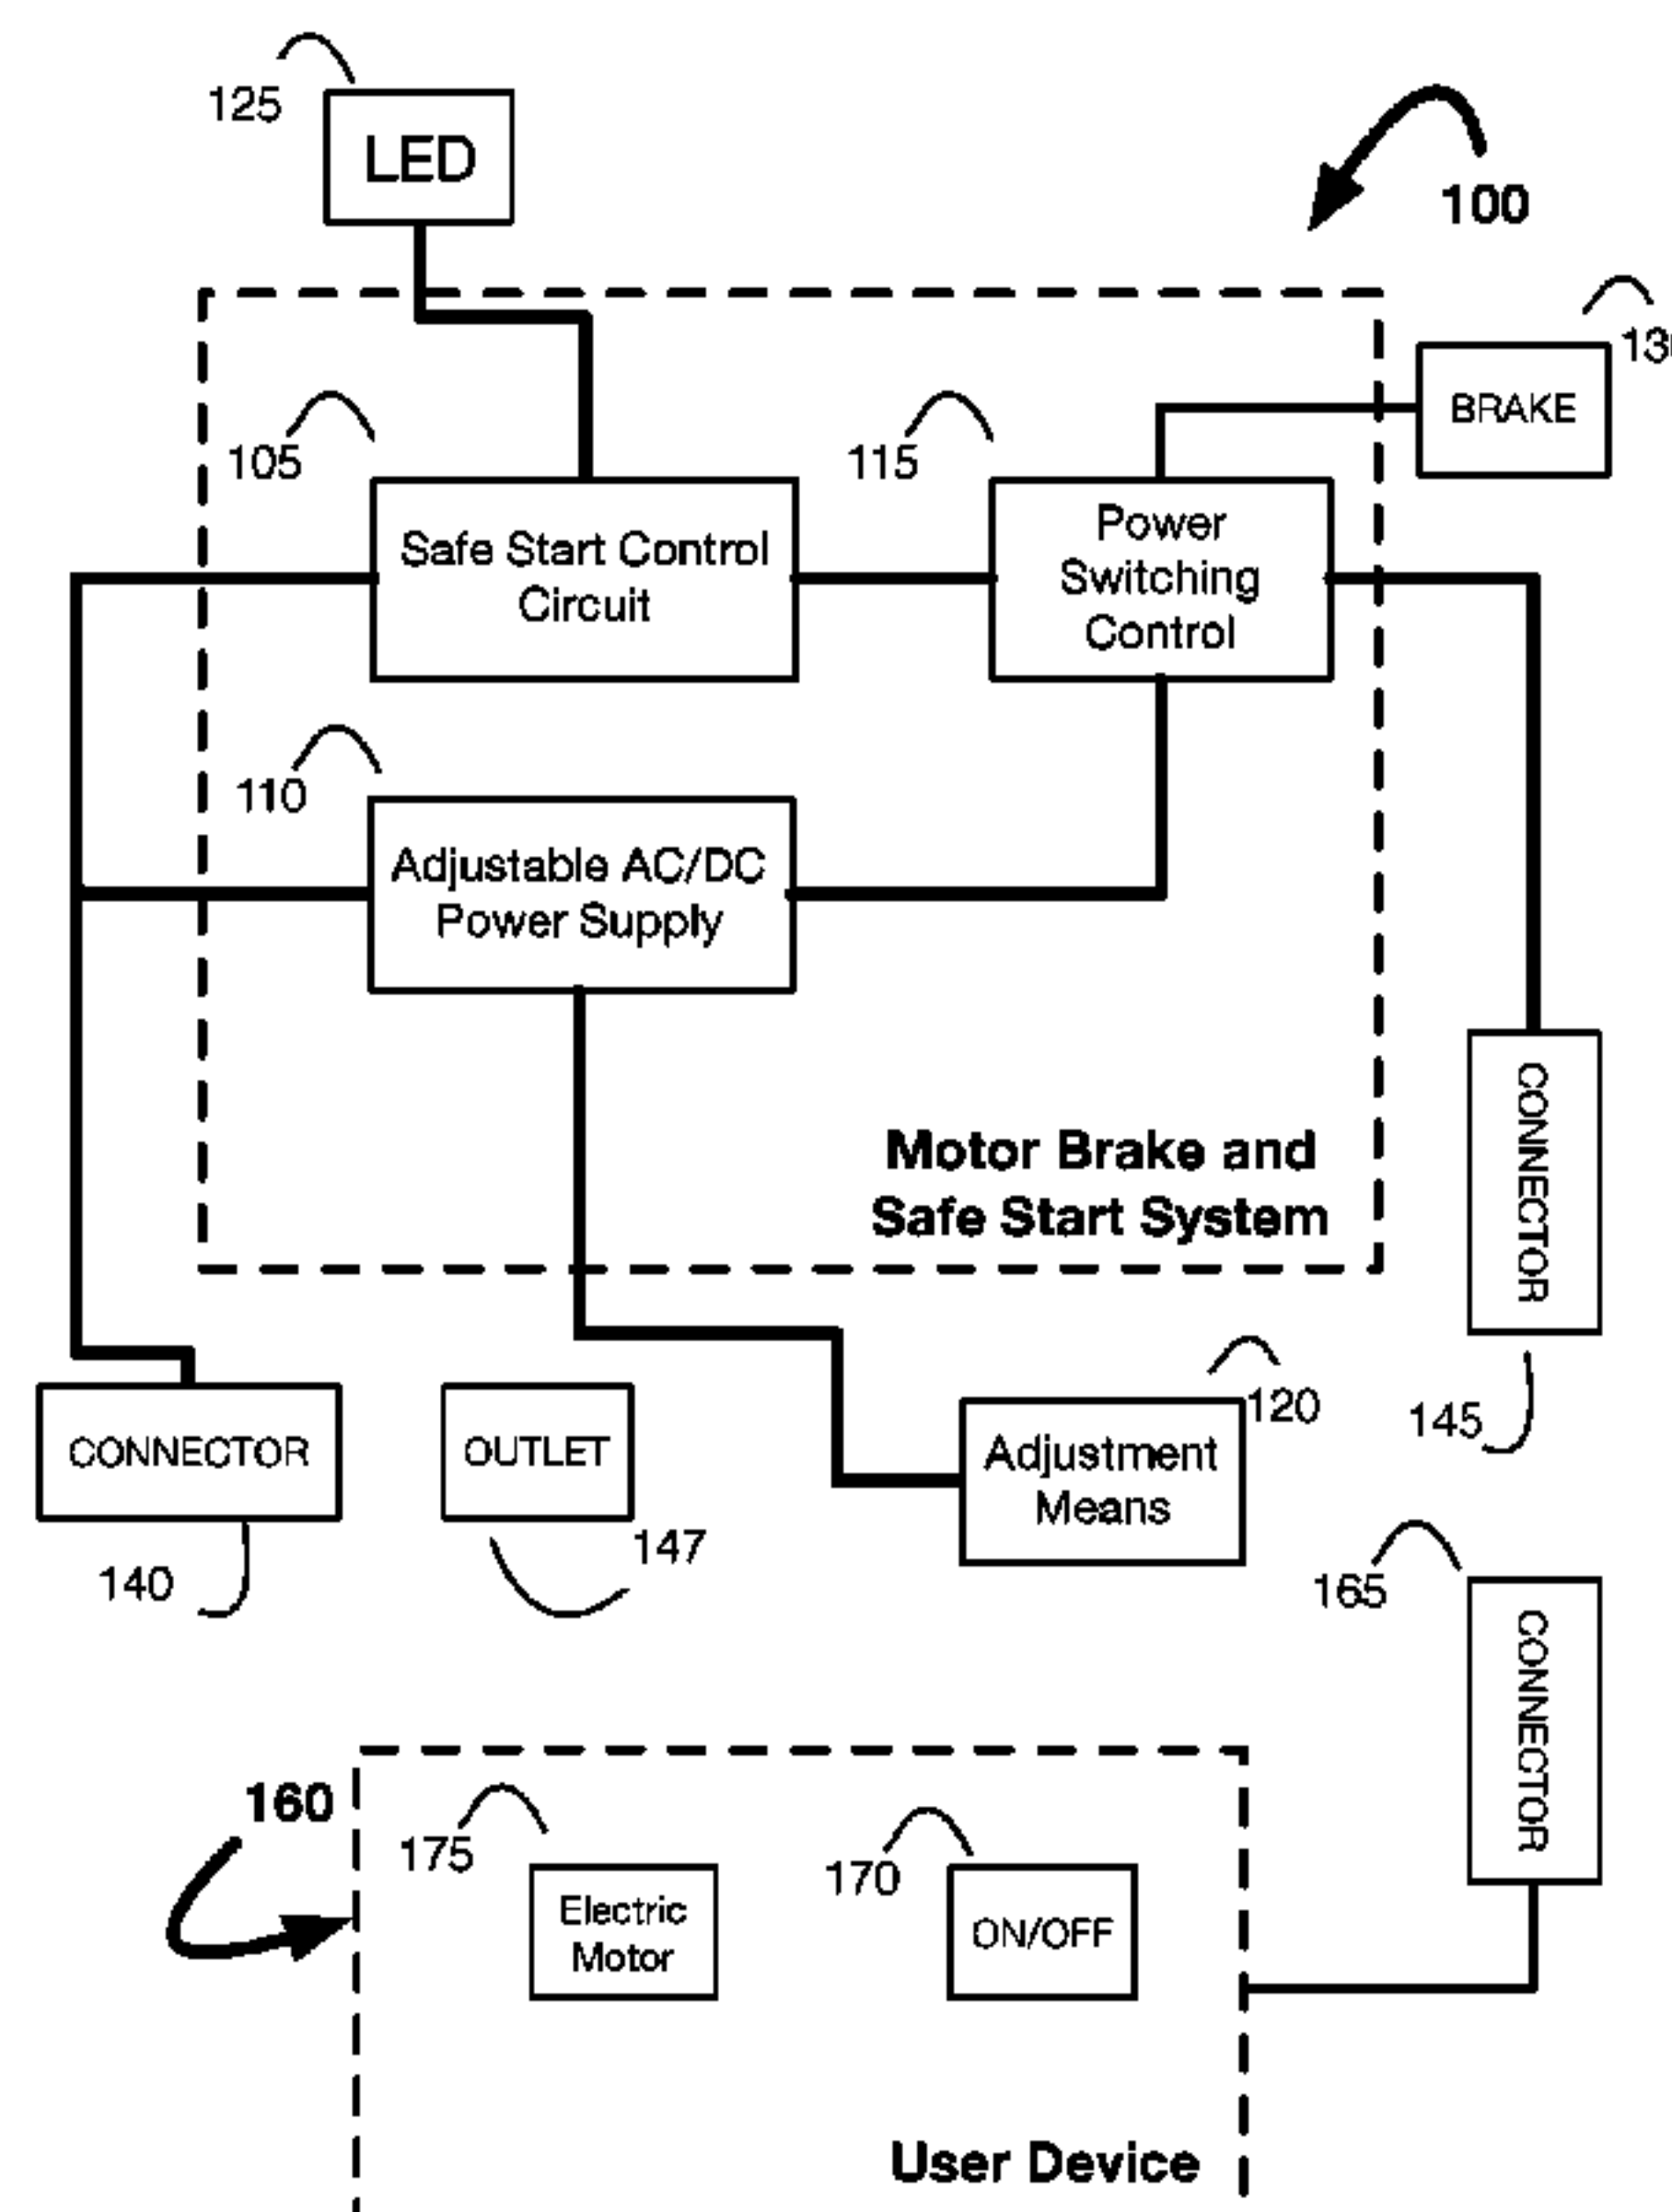 125
LED
100
130
BRAKE
105
115
Safe Start Control
Circuit
Power
Switching
Control
110
Adjustable AC/DC
Power Supply
CONNECTOR
Motor Brake and
Safe Start System
120
145
CONNECTOR
OUTLET
Adjustment
Means
147
140
165
CONNECTOR
160
175
170
Electric
Motor
ON/OFF
User Device